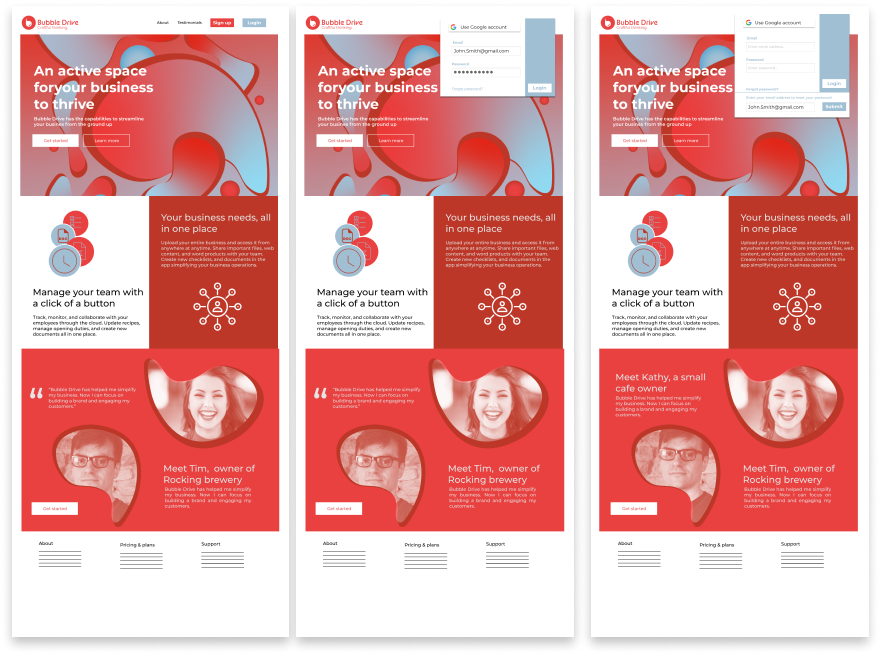 Bubble Drive
Craftful thinking
About
Testimonials
Sign up
Login
An active space
foryour business
to thrive
Bubble Drive has the capabilities to streamline
your busines from the ground up
Get started
Learn more
Your business needs, all
in one place
Upload your entire business and access it from
anywhere at anytime. Share important files, web
content, and word products with your team.
Create new checklists, and documents in the
app simplifying your business operations.
Manage your team with
a click of a button
Track, monitor, and collaborate with your
employees through the cloud. Update recipes,
manage opening duties, and create new
documents all in one place.
“Bubble Drive has helped me simplify
my business. Now I can focus on
building a brand and engaging my
customers.”
Meet Tim, owner of
Rocking brewery
Bubble Drive has helped me simplify
my business. Now I can focus on
building a brand and engaging my
customers.
Get started
About
Pricing & plans
Support
Bubble Drive
Craftful thinking
Use Google account
Email
John.Smith@gmail.com
Password
Forgot password?
Login
An active space
foryour business
to thrive
Bubble Drive has the capabilities to streamline
your busines from the ground up
Get started
Learn more
Your business needs, all
in one place
Upload your entire business and access it from
anywhere at anytime. Share important files, web
content, and word products with your team.
Create new checklists, and documents in the
app simplifying your business operations.
Manage your team with
a click of a button
Track, monitor, and collaborate with your
employees through the cloud. Update recipes,
manage opening duties, and create new
documents all in one place.
“Bubble Drive has helped me simplify
my business. Now I can focus on
building a brand and engaging my
customers.”
Meet Tim, owner of
Rocking brewery
Bubble Drive has helped me simplify
my business. Now I can focus on
building a brand and engaging my
customers.
Get started
About
Pricing & plans
Support
Bubble Drive
Craftful thinking
Use Google account
Email
Password
Login
Forgot password?
John.Smith@gmail.com
Submit
An active space
foryour business
to thrive
Bubble Drive has the capabilities to streamline
your busines from the ground up
Get started
Learn more
Your business needs, all
in one place
Upload your entire business and access it from
anywhere at anytime. Share important files, web
content, and word products with your team.
Create new checklists, and documents in the
app simplifying your business operations.
Manage your team with
a click of a button
Track, monitor, and collaborate with your
employees through the cloud. Update recipes,
manage opening duties, and create new
documents all in one place.
Meet Kathy, a small
cafe owner
Bubble Drive has helped me simplify
my business. Now I can focus on
building a brand and engaging my
customers.
Meet Tim, owner of
Rocking brewery
Bubble Drive has helped me simplify
my business. Now I can focus on
building a brand and engaging my
customers.
Get started
About
Pricing & plans
Support